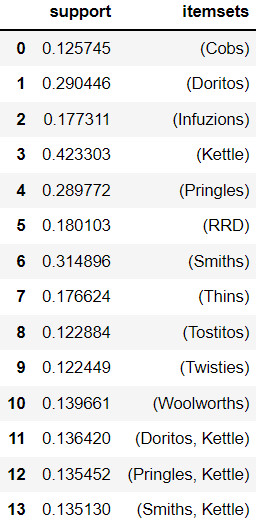 support itemsets
0 0.125745 (Cobs)
1 0.290446 (Doritos)
2 0.177311 (Infuzions)
3 0.423303 (Kettle)
4 0.289772 (Pringles)
5 0.180103 (RRD)
6 0.314896 (Smiths)
7 0.176624 (Thins)
8 0.122884 (Tostitos)
9 0.122449 (Twisties)
10 0.139661 (Woolworths)
11 0.136420 (Doritos, Kettle)
12 0.135452 (Pringles, Kettle)
13 0.135130 (Smiths, Kettle)